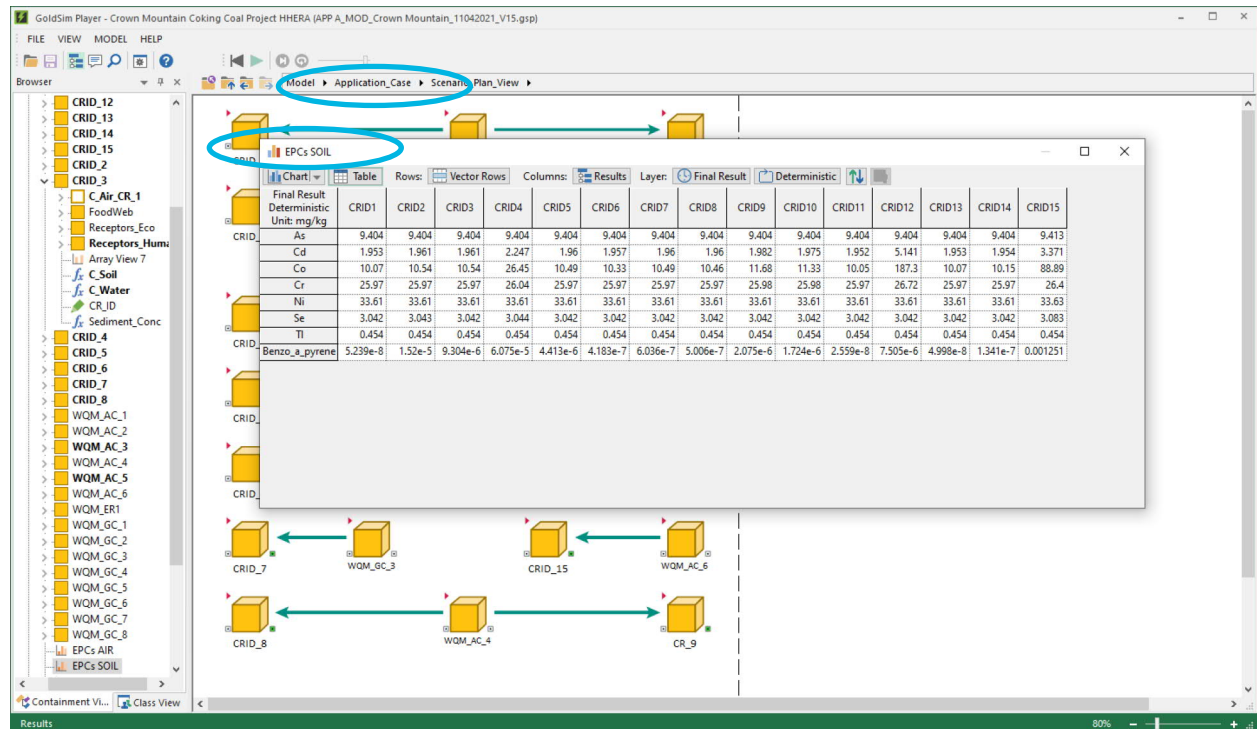 GoldSim Player - Crown Mountain Coking Coal Project HHERA (APP A_MOD_Crown Mountain_11042021_V15.gsp)
FILE VIEW MODEL HELP
Browser
Model Application_Case Scenario_Plan_View
CRID_12
CRID_13
CRID_14
CRID_15
CRID_2
CRID_3
C_Air_CR_1
FoodWeb
Receptors_Eco
Receptors_Huma
Array View 7
C_Soil
C_Water
CR_ID
Sediment_Conc
CRID_4
CRID_5
CRID_6
CRID_7
CRID_8
WQM_AC_1
WQM_AC_2
WQM_AC_3
WQM_AC_4
WQM_AC_5
WQM_AC_6
WQM_ER1
WQM_GC_1
WQM_GC_2
WQM_GC_3
WQM_GC_4
WQM_GC_5
WQM_GC_6
WQM_GC_7
WQM_GC_8
EPCs AIR
EPCs SOIL
Containment Vi... Class View
EPCs SOIL
Chart Table Rows: Vector Rows Columns: Results Layer: Final Result Deterministic
Final Result Deterministic Unit: mg/kg CRID1 CRID2 CRID3 CRID4 CRID5 CRID6 CRID7 CRID8 CRID9 CRID10 CRID11 CRID12 CRID13 CRID14 CRID15
As 9.404 9.404 9.404 9.404 9.404 9.404 9.404 9.404 9.404 9.404 9.404 9.404 9.404 9.404 9.413
Cd 1.953 1.961 1.961 2.247 1.96 1.957 1.96 1.96 1.982 1.975 1.952 5.141 1.953 1.954 3.371
Co 10.07 10.54 10.54 26.45 10.49 10.33 10.49 10.46 11.68 11.33 10.05 187.3 10.07 10.15 88.89
Cr 25.97 25.97 25.97 26.04 25.97 25.97 25.97 25.97 25.98 25.98 25.97 26.72 25.97 25.97 26.4
Ni 33.61 33.61 33.61 33.61 33.61 33.61 33.61 33.61 33.61 33.61 33.61 33.61 33.61 33.61 33.63
Se 3.042 3.043 3.042 3.044 3.042 3.042 3.042 3.042 3.042 3.042 3.042 3.042 3.042 3.042 3.083
Tl 0.454 0.454 0.454 0.454 0.454 0.454 0.454 0.454 0.454 0.454 0.454 0.454 0.454 0.454 0.454
Benzo_a_pyrene 5.239e-8 1.52e-5 9.304e-6 6.075e-5 4.413e-6 4.183e-7 6.036e-7 5.006e-7 2.075e-6 1.724e-6 2.559e-8 7.505e-6 4.998e-8 1.341e-7 0.001251
CRID_
CRID_
CRID_
CRID_
CRID_
CRID_7 WQM_GC_3 CRID_15 WQM_AC_6
CRID_8 WQM_AC_4 CR_9
Results 80%